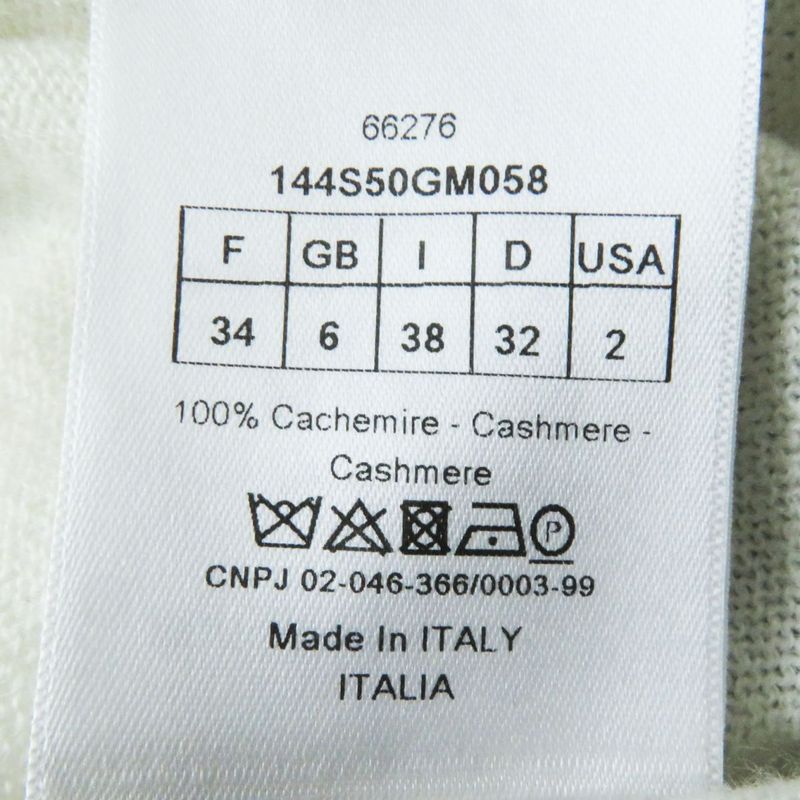 66276
144S50GM058
F GB I D USA
34 6 38 32 2
100% Cachemire - Cashmere -
Cashmere
P
CNPJ 02-046-366/0003-99
Made In ITALY
ITALIA